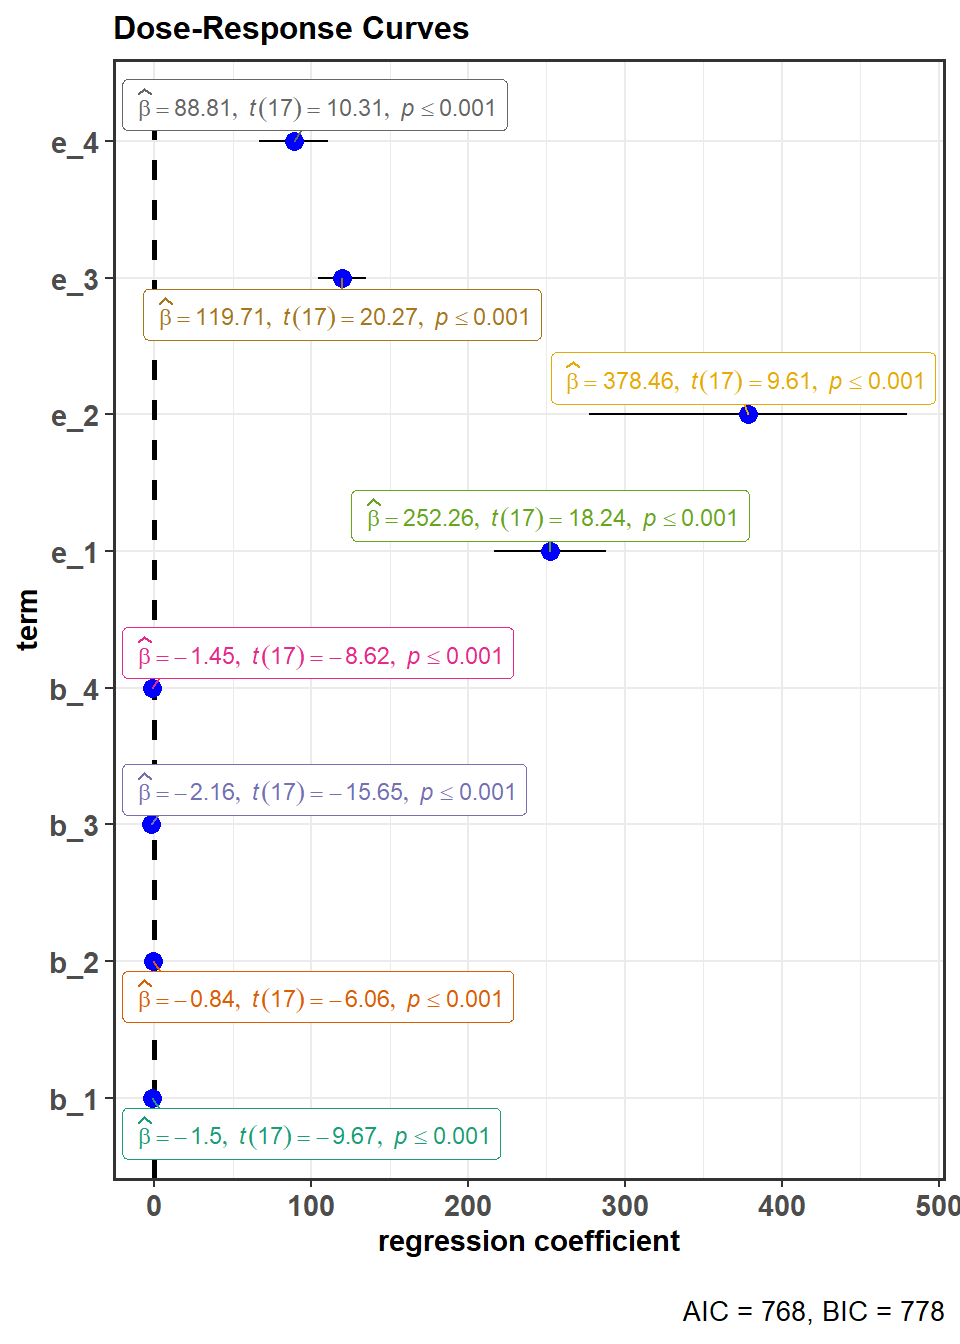 Dose-Response Curves
β̂ = 88.81, t(17) = 10.31, p ≤ 0.001
e_4
e_3
β̂ = 119.71, t(17) = 20.27, p ≤ 0.001
β̂ = 378.46, t(17) = 9.61, p ≤ 0.001
e_2
β̂ = 252.26, t(17) = 18.24, p ≤ 0.001
e_1
term
β̂ = −1.45, t(17) = −8.62, p ≤ 0.001
b_4
β̂ = −2.16, t(17) = −15.65, p ≤ 0.001
b_3
b_2
β̂ = −0.84, t(17) = −6.06, p ≤ 0.001
b_1
β̂ = −1.5, t(17) = −9.67, p ≤ 0.001
0 100 200 300 400 500
regression coefficient
AIC = 768, BIC = 778